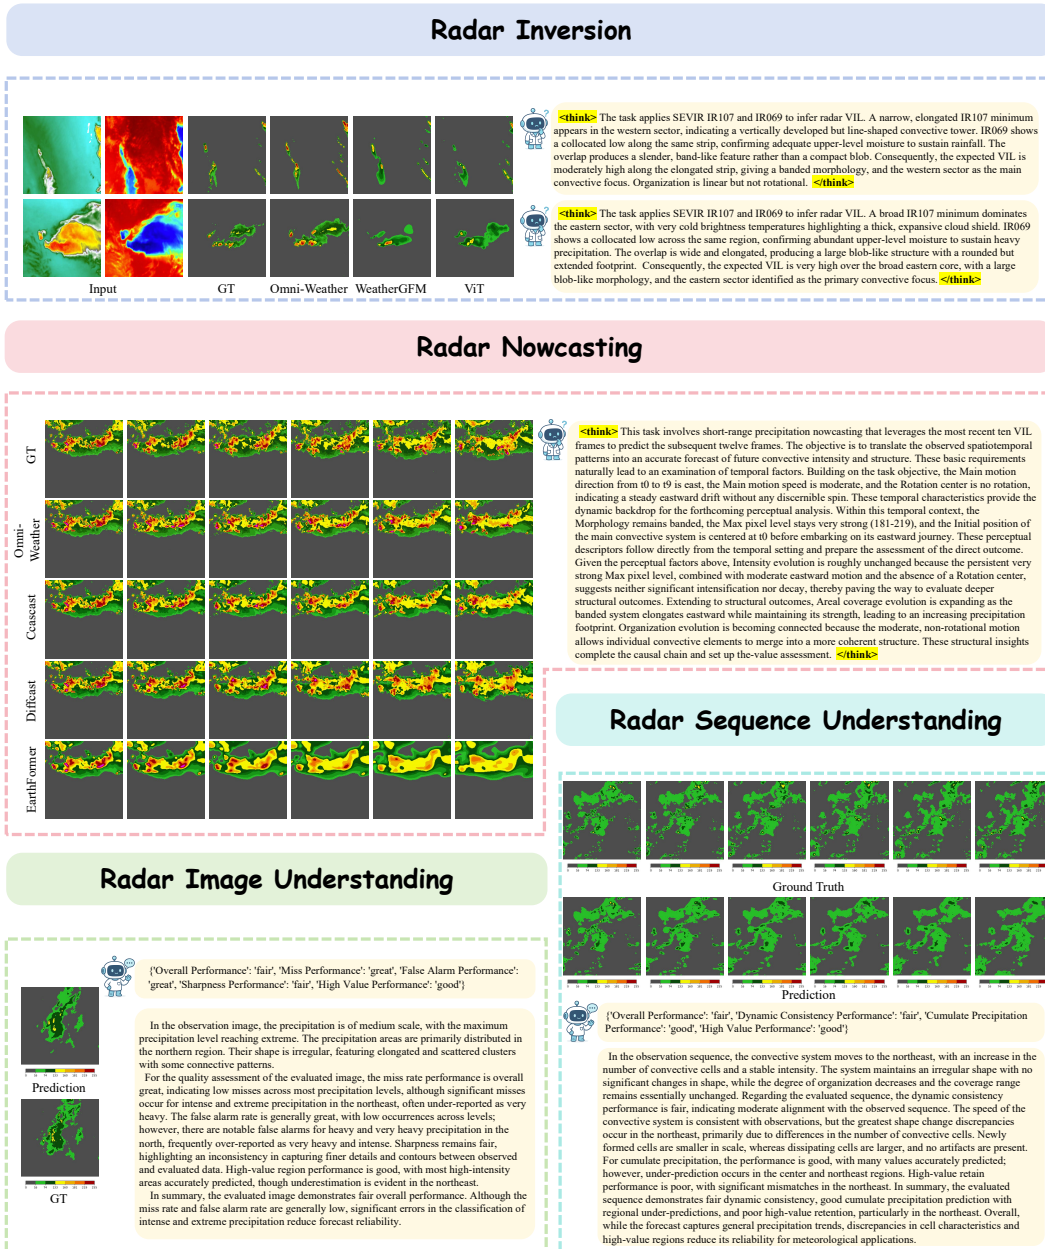 Radar Inversion
<think> The task applies SEVIR IR107 and IR069 to infer radar VIL. A narrow, elongated IR107 minimum
appears in the western sector, indicating a vertically developed but line-shaped convective tower. IR069 shows
a collocated low along the same strip, confirming adequate upper-level moisture to sustain rainfall. The
overlap produces a slender, band-like feature rather than a compact blob. Consequently, the expected VIL is
moderately high along the elongated strip, giving a banded morphology, and the western sector as the main
convective focus. Organization is linear but not rotational. </think>
<think> The task applies SEVIR IR107 and IR069 to infer radar VIL. A broad IR107 minimum dominates
the eastern sector, with very cold brightness temperatures highlighting a thick, expansive cloud shield. IR069
shows a collocated low across the same region, confirming abundant upper-level moisture to sustain heavy
precipitation. The overlap is wide and elongated, producing a large blob-like structure with a rounded but
extended footprint. Consequently, the expected VIL is very high over the broad eastern core, with a large
blob-like morphology, and the eastern sector identified as the primary convective focus. </think>
Input
GT
Omni-Weather
WeatherGFM
ViT
Radar Nowcasting
GT
Omni-
Weather
Ccascast
Diffcast
EarthFormer
<think> This task involves short-range precipitation nowcasting that leverages the most recent ten VIL
frames to predict the subsequent twelve frames. The objective is to translate the observed spatiotemporal
patterns into an accurate forecast of future convective intensity and structure. These basic requirements
naturally lead to an examination of temporal factors. Building on the task objective, the Main motion
direction from t0 to t9 is east, the Main motion speed is moderate, and the Rotation center is no rotation,
indicating a steady eastward drift without any discernible spin. These temporal characteristics provide the
dynamic backdrop for the forthcoming perceptual analysis. Within this temporal context, the
Morphology remains banded, the Max pixel level stays very strong (181-219), and the Initial position of
the main convective system is centered at t0 before embarking on its eastward journey. These perceptual
descriptors follow directly from the temporal setting and prepare the assessment of the direct outcome.
Given the perceptual factors above, Intensity evolution is roughly unchanged because the persistent very
strong Max pixel level, combined with moderate eastward motion and the absence of a Rotation center,
suggests neither significant intensification nor decay, thereby paving the way to evaluate deeper
structural outcomes. Extending to structural outcomes, Areal coverage evolution is expanding as the
banded system elongates eastward while maintaining its strength, leading to an increasing precipitation
footprint. Organization evolution is becoming connected because the moderate, non-rotational motion
allows individual convective elements to merge into a more coherent structure. These structural insights
complete the causal chain and set up the-value assessment. </think>
Radar Sequence Understanding
Ground Truth
Prediction
{'Overall Performance': 'fair', 'Dynamic Consistency Performance': 'fair', 'Cumulate Precipitation
Performance': 'good', 'High Value Performance': 'good'}
In the observation sequence, the convective system moves to the northeast, with an increase in the
number of convective cells and a stable intensity. The system maintains an irregular shape with no
significant changes in shape, while the degree of organization decreases and the coverage range
remains essentially unchanged. Regarding the evaluated sequence, the dynamic consistency
performance is fair, indicating moderate alignment with the observed sequence. The speed of the
convective system is consistent with observations, but the greatest shape change discrepancies
occur in the northeast, primarily due to differences in the number of convective cells. Newly
formed cells are smaller in scale, whereas dissipating cells are larger, and no artifacts are present.
For cumulate precipitation, the performance is good, with many values accurately predicted;
however, under-prediction occurs in the center and northeast regions. High-value retain
performance is poor, with significant mismatches in the northeast. In summary, the evaluated
sequence demonstrates fair dynamic consistency, good cumulate precipitation prediction with
regional under-predictions, and poor high-value retention, particularly in the northeast. Overall,
while the forecast captures general precipitation trends, discrepancies in cell characteristics and
high-value regions reduce its reliability for meteorological applications.
Radar Image Understanding
Prediction
GT
{'Overall Performance': 'fair', 'Miss Performance': 'great', 'False Alarm Performance':
'great', 'Sharpness Performance': 'fair', 'High Value Performance': 'good'}
In the observation image, the precipitation is of medium scale, with the maximum
precipitation level reaching extreme. The precipitation areas are primarily distributed in
the northern region. Their shape is irregular, featuring elongated and scattered clusters
with some connective patterns.
For the quality assessment of the evaluated image, the miss rate performance is overall
great, indicating low misses across most precipitation levels, although significant misses
occur for intense and extreme precipitation in the northeast, often under-reported as very
heavy. The false alarm rate is generally great, with low occurrences across levels;
however, there are notable false alarms for heavy and very heavy precipitation in the
north, frequently over-reported as very heavy and intense. Sharpness remains fair,
highlighting an inconsistency in capturing finer details and contours between observed
and evaluated data. High-value region performance is good, with most high-intensity
areas accurately predicted, though underestimation is evident in the northeast.
In summary, the evaluated image demonstrates fair overall performance. Although the
miss rate and false alarm rate are generally low, significant errors in the classification of
intense and extreme precipitation reduce forecast reliability.